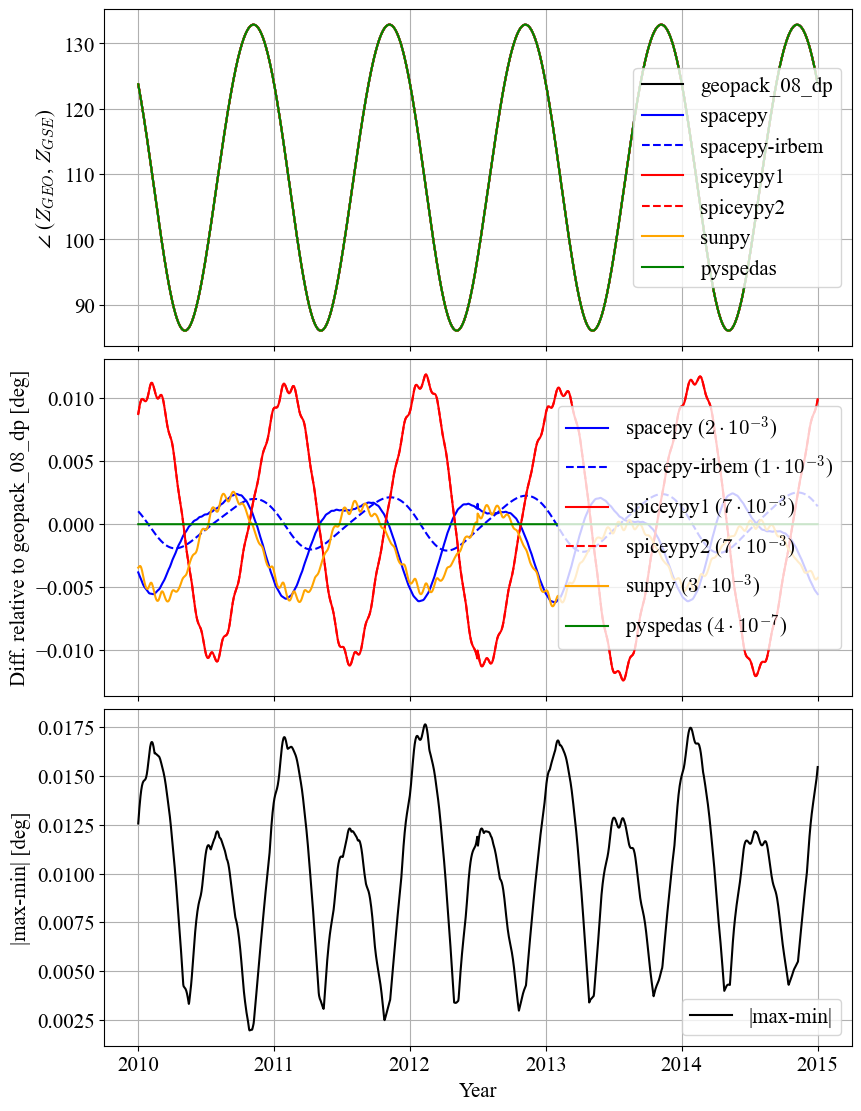 130
120
110
100
90
∠ (Z_{GEO}, Z_{GSE})
geopack_08_dp
spacepy
spacepy-irbem
spiceypy1
spiceypy2
sunpy
pyspedas
0.010
0.005
0.000
−0.005
−0.010
Diff. relative to geopack_08_dp [deg]
spacepy (2 · 10⁻³)
spacepy-irbem (1 · 10⁻³)
spiceypy1 (7 · 10⁻³)
spiceypy2 (7 · 10⁻³)
sunpy (3 · 10⁻³)
pyspedas (4 · 10⁻⁷)
0.0175
0.0150
0.0125
0.0100
0.0075
0.0050
0.0025
|max-min| [deg]
|max-min|
2010 2011 2012 2013 2014 2015
Year